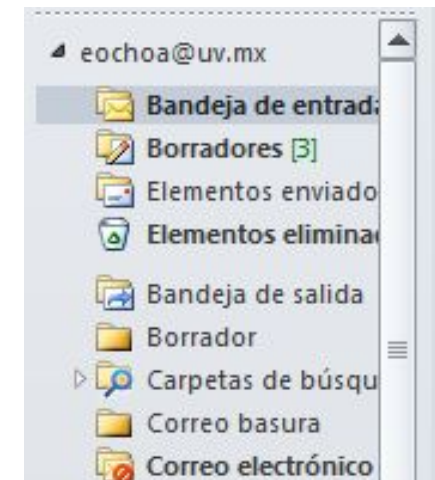 eochoa@uv.mx
Bandeja de entrada
Borradores [3]
Elementos enviado
Elementos elimina
Bandeja de salida
Borrador
Carpetas de búsqu
Correo basura
Correo electrónico